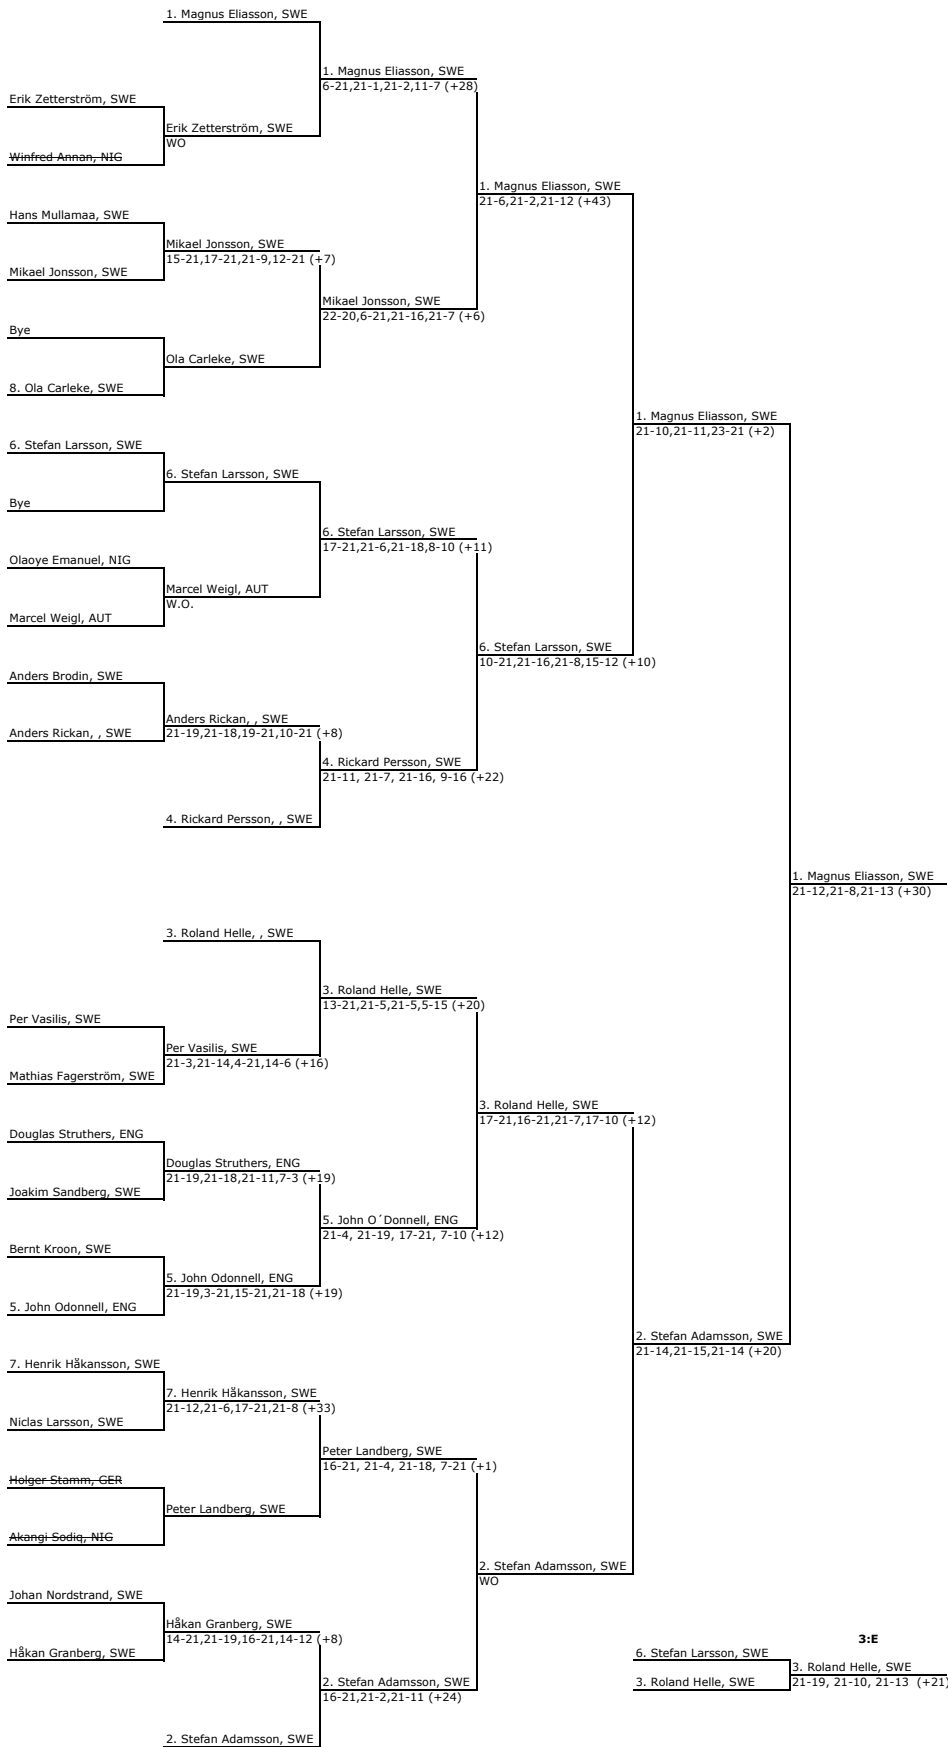 1. Magnus Eliasson, SWE
1. Magnus Eliasson, SWE
6-21,21-1,21-2,11-7 (+28)
Erik Zetterström, SWE
Erik Zetterström, SWE
WO
Winfred Annan, NIG
1. Magnus Eliasson, SWE
21-6,21-2,21-12 (+43)
Hans Mullamaa, SWE
Mikael Jonsson, SWE
15-21,17-21,21-9,12-21 (+7)
Mikael Jonsson, SWE
Mikael Jonsson, SWE
22-20,6-21,21-16,21-7 (+6)
Bye
Ola Carleke, SWE
8. Ola Carleke, SWE
1. Magnus Eliasson, SWE
21-10,21-11,23-21 (+2)
6. Stefan Larsson, SWE
6. Stefan Larsson, SWE
Bye
6. Stefan Larsson, SWE
17-21,21-6,21-18,8-10 (+11)
Olaoye Emanuel, NIG
Marcel Weigl, AUT
W.O.
Marcel Weigl, AUT
6. Stefan Larsson, SWE
10-21,21-16,21-8,15-12 (+10)
Anders Brodin, SWE
Anders Rickan, , SWE
21-19,21-18,19-21,10-21 (+8)
Anders Rickan, , SWE
4. Rickard Persson, SWE
21-11, 21-7, 21-16, 9-16 (+22)
4. Rickard Persson, , SWE
1. Magnus Eliasson, SWE
21-12,21-8,21-13 (+30)
3. Roland Helle, , SWE
3. Roland Helle, SWE
13-21,21-5,21-5,5-15 (+20)
Per Vasilis, SWE
Per Vasilis, SWE
21-3,21-14,4-21,14-6 (+16)
Mathias Fagerström, SWE
3. Roland Helle, SWE
17-21,16-21,21-7,17-10 (+12)
Douglas Struthers, ENG
Douglas Struthers, ENG
21-19,21-18,21-11,7-3 (+19)
Joakim Sandberg, SWE
5. John O´Donnell, ENG
21-4, 21-19, 17-21, 7-10 (+12)
Bernt Kroon, SWE
5. John Odonnell, ENG
21-19,3-21,15-21,21-18 (+19)
5. John Odonnell, ENG
2. Stefan Adamsson, SWE
21-14,21-15,21-14 (+20)
7. Henrik Håkansson, SWE
7. Henrik Håkansson, SWE
21-12,21-6,17-21,21-8 (+33)
Niclas Larsson, SWE
Peter Landberg, SWE
16-21, 21-4, 21-18, 7-21 (+1)
Holger Stamm, GER
Peter Landberg, SWE
Akangi Sodiq, NIG
2. Stefan Adamsson, SWE
WO
Johan Nordstrand, SWE
Håkan Granberg, SWE
14-21,21-19,16-21,14-12 (+8)
Håkan Granberg, SWE
2. Stefan Adamsson, SWE
16-21,21-2,21-11 (+24)
2. Stefan Adamsson, SWE
3:E
6. Stefan Larsson, SWE
3. Roland Helle, SWE
21-19, 21-10, 21-13 (+21)
3. Roland Helle, SWE